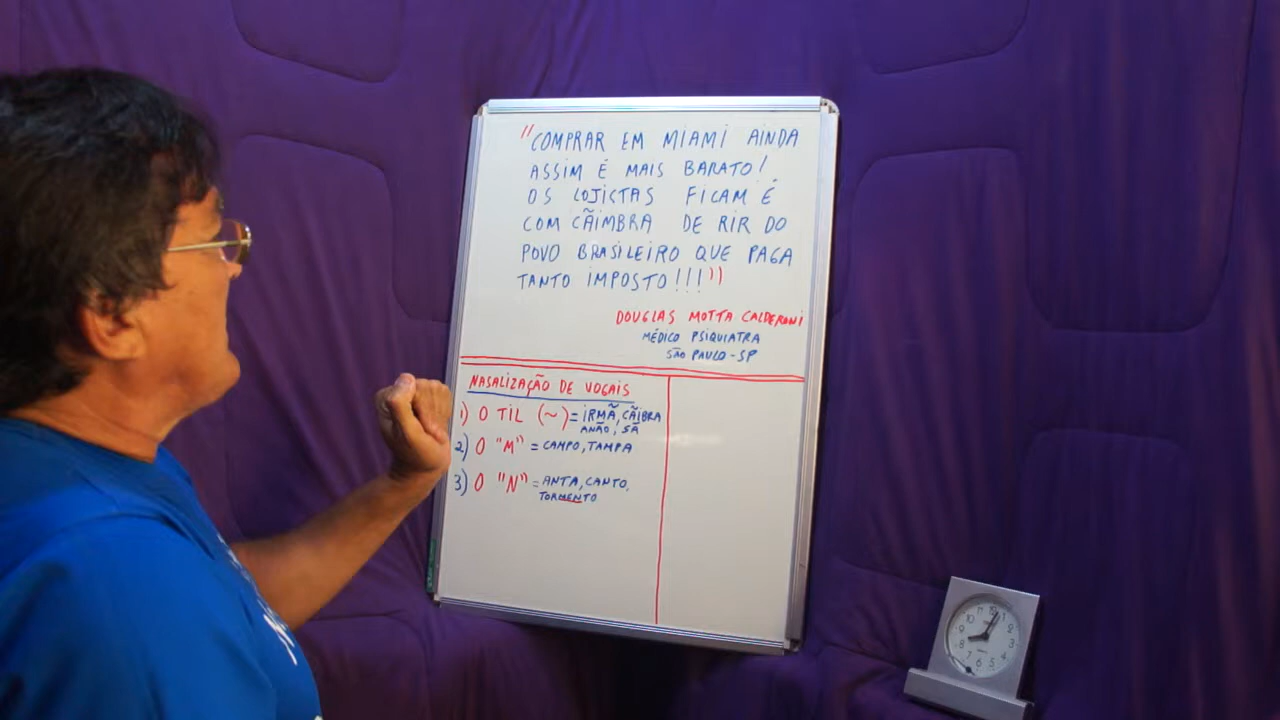 "COMPRAR EM MIAMI AINDA
ASSIM É MAIS BARATO!
OS LOJISTAS FICAM É
COM CÃIMBRA DE RIR DO
POVO BRASILEIRO QUE PAGA
TANTO IMPOSTO!!!"
DOUGLAS MOTTA CALDERONI
MÉDICO PSIQUIATRA
SÃO PAULO-SP
NASALIZAÇÃO DE VOGAIS
1) O TIL (~) = IRMÃ, CÃIBRA
ANÃO, SÃ
2) O "M" = CAMPO, TAMPA
3) O "N" = ANTA, CANTO,
TORMENTO